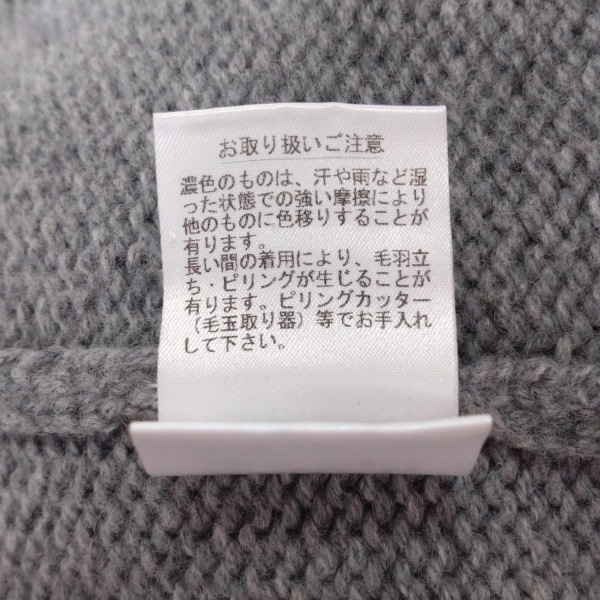 お取り扱いご注意
濃色のものは、汗や雨など湿
った状態での強い摩擦により
他のものに色移りすることが
有ります。
長い間の着用により、毛羽立
ち・ピリングが生じることが
有ります。ピリングカッター
（毛玉取り器）等でお手入れ
して下さい。